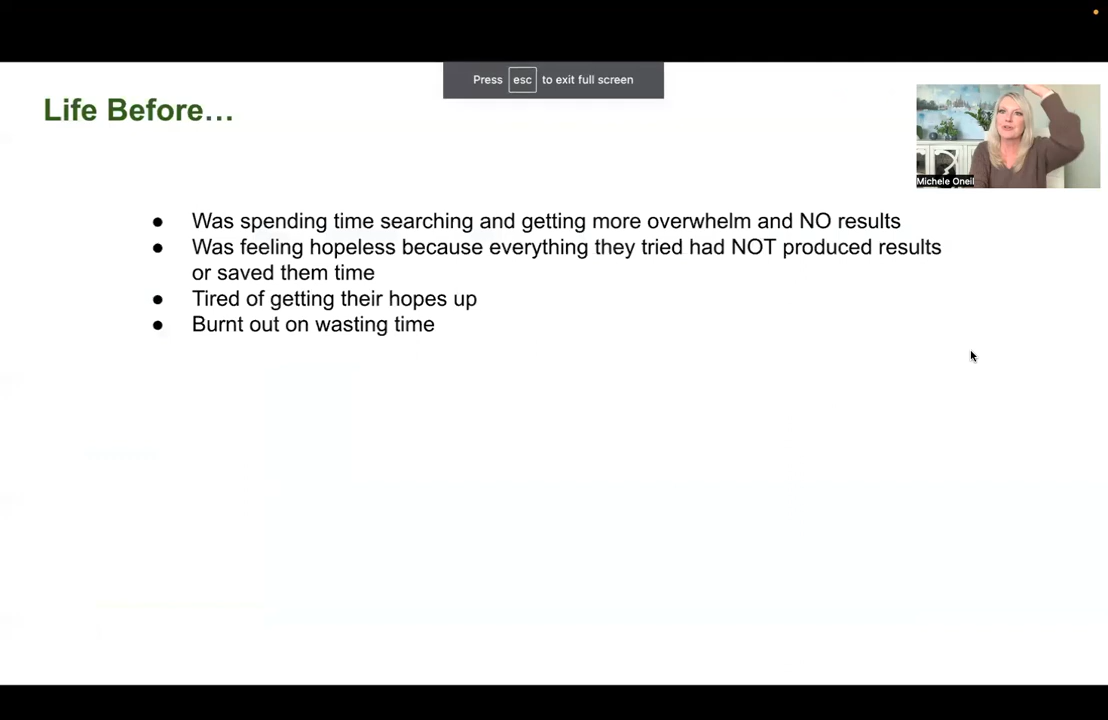 Press esc to exit full screen
Life Before…
Michele Oneil
● Was spending time searching and getting more overwhelm and NO results
● Was feeling hopeless because everything they tried had NOT produced results
or saved them time
● Tired of getting their hopes up
● Burnt out on wasting time